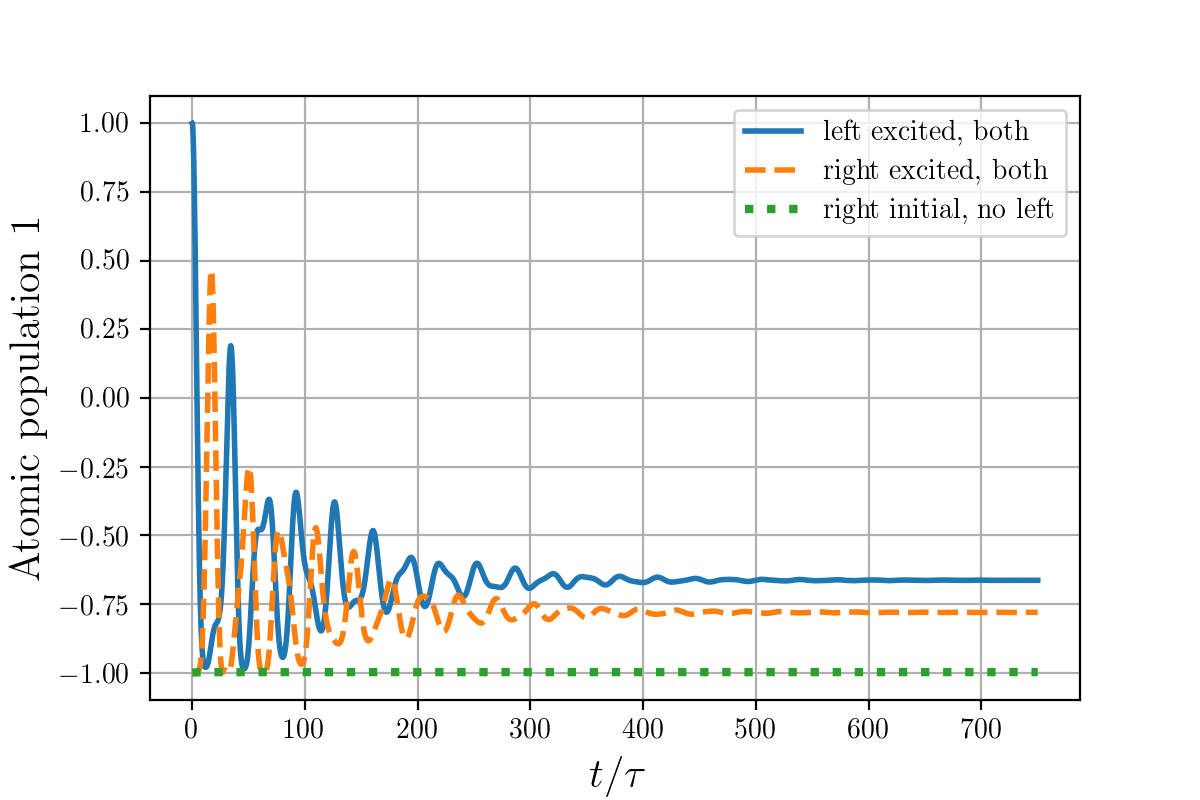 left excited, both
right excited, both
right initial, no left
Atomic population 1
1.00
0.75
0.50
0.25
0.00
−0.25
−0.50
−0.75
−1.00
0 100 200 300 400 500 600 700
t/τ